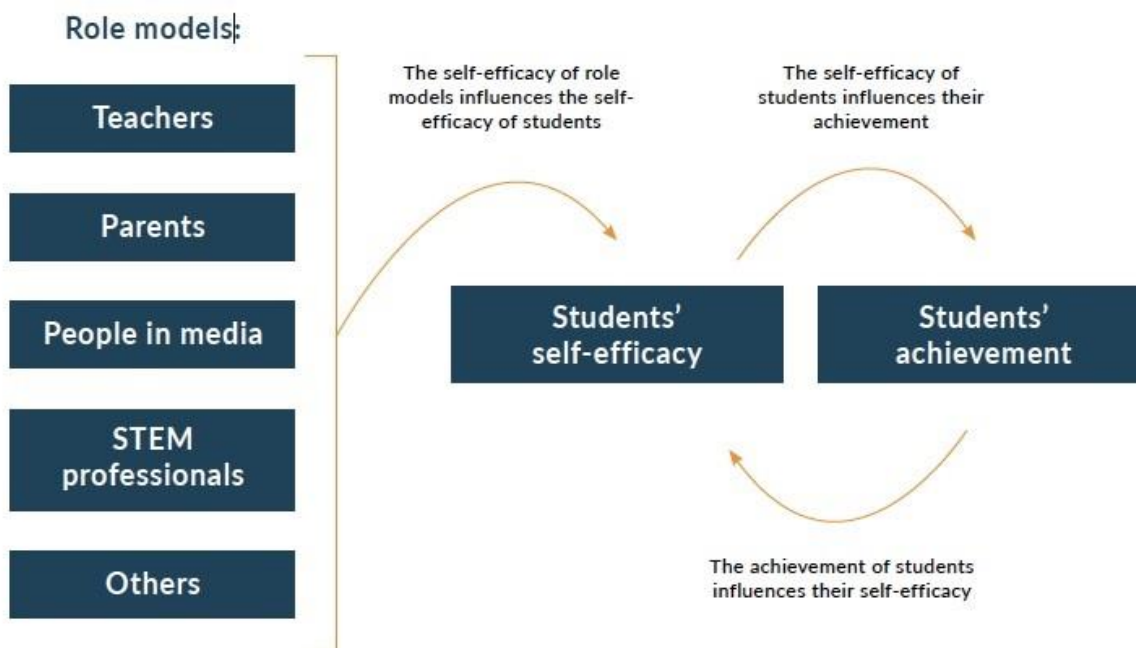 Role models:
Teachers
Parents
People in media
STEM
professionals
Others
The self-efficacy of role
models influences the self-
efficacy of students
The self-efficacy of
students influences their
achievement
Students’
self-efficacy
Students’
achievement
The achievement of students
influences their self-efficacy